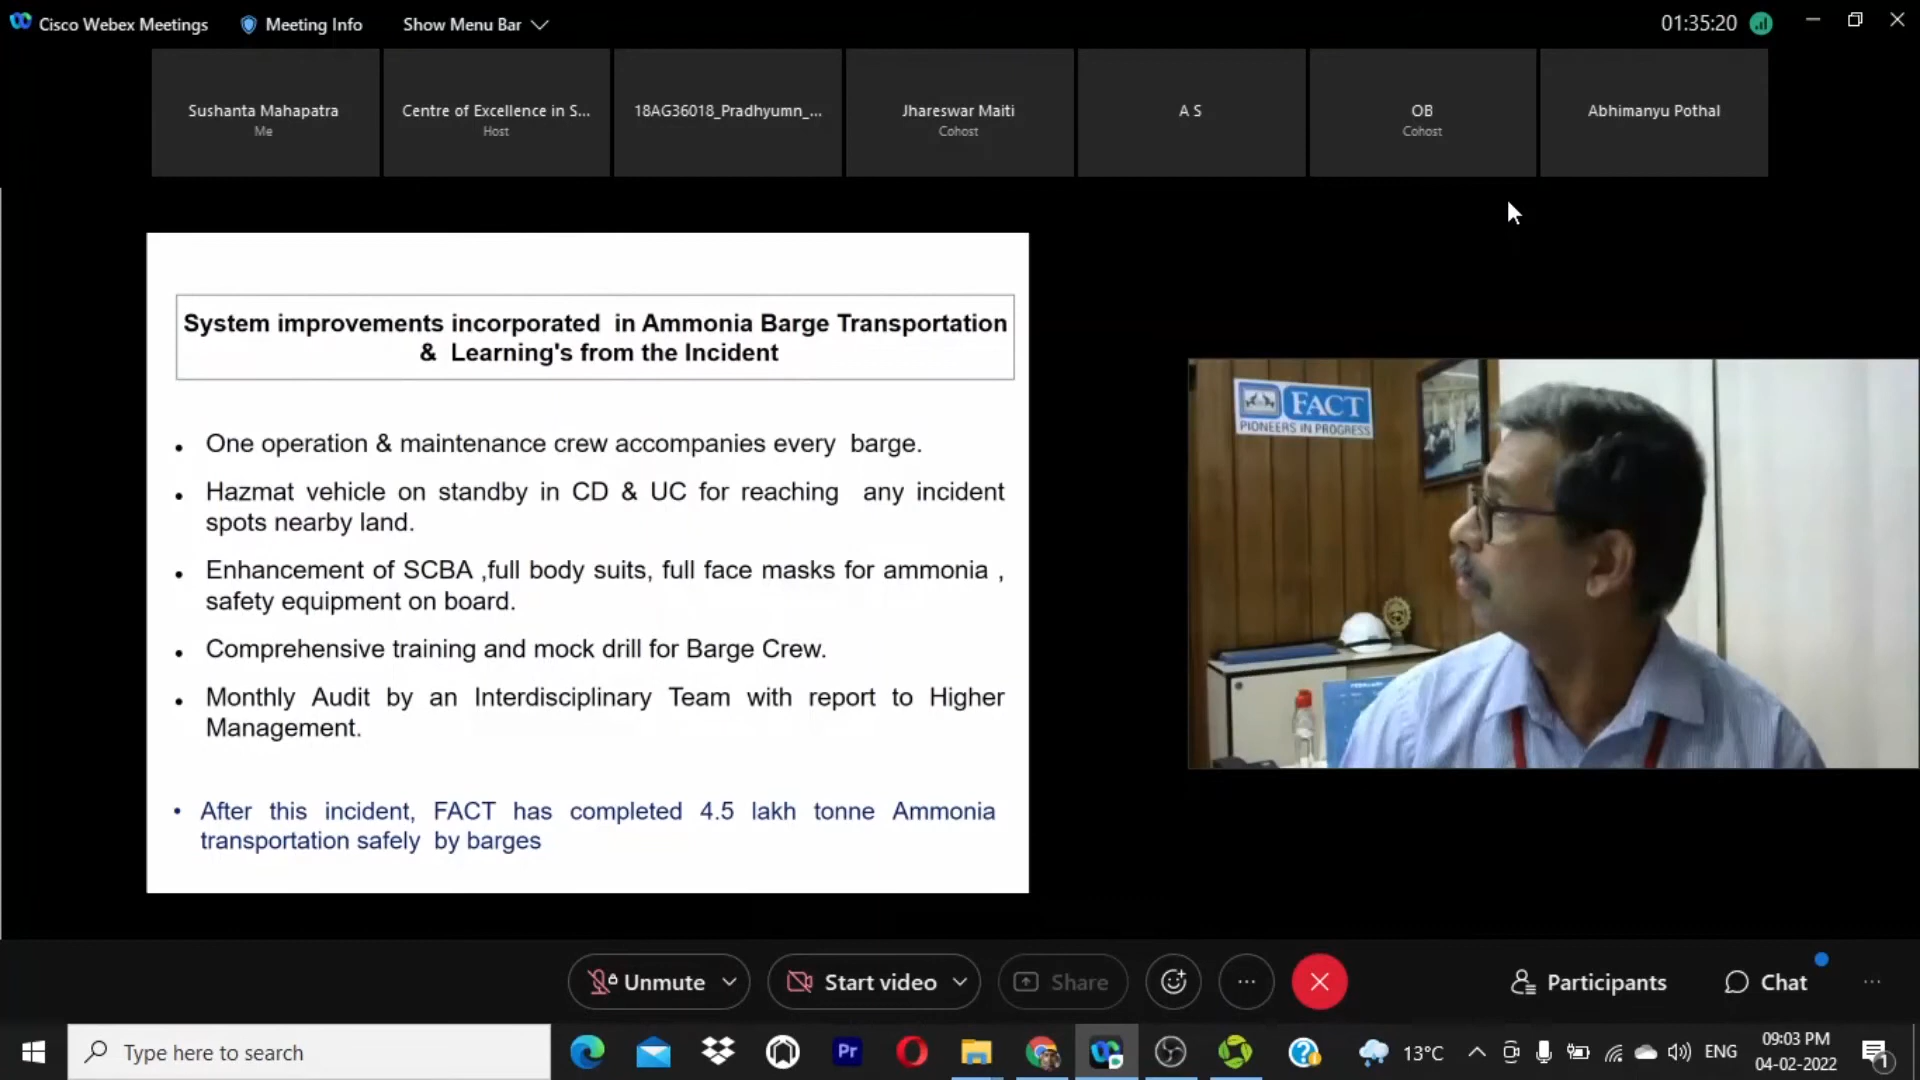 Cisco Webex Meetings
Meeting Info
Show Menu Bar
01:35:20
Sushanta Mahapatra
Me
Centre of Excellence in S...
Host
18AG36018_Pradhyumn_...
Jhareswar Maiti
Cohost
A S
OB
Cohost
Abhimanyu Pothal
System improvements incorporated in Ammonia Barge Transportation
& Learning's from the Incident
• One operation & maintenance crew accompanies every barge.
• Hazmat vehicle on standby in CD & UC for reaching any incident
spots nearby land.
• Enhancement of SCBA ,full body suits, full face masks for ammonia ,
safety equipment on board.
• Comprehensive training and mock drill for Barge Crew.
• Monthly Audit by an Interdisciplinary Team with report to Higher
Management.
• After this incident, FACT has completed 4.5 lakh tonne Ammonia
transportation safely by barges
FACT
PIONEERS IN PROGRESS
FEBRUARY
Unmute
Start video
Share
Participants
Chat
Type here to search
Pr
13°C
ENG
09:03 PM
04-02-2022
1